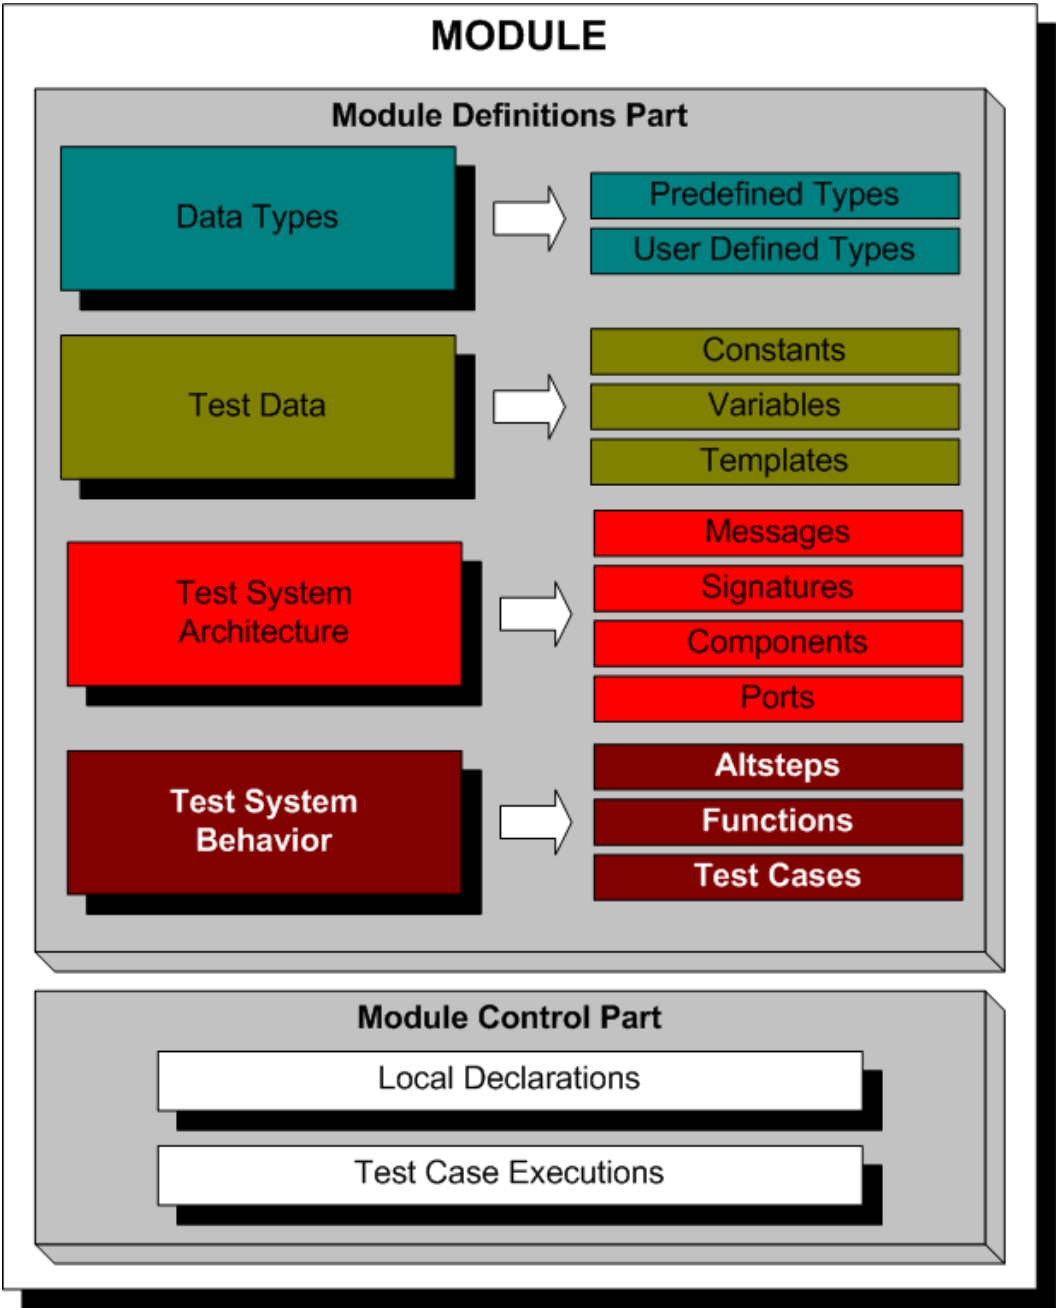 MODULE
Module Definitions Part
Data Types
Predefined Types
User Defined Types
Test Data
Constants
Variables
Templates
Test System
Architecture
Messages
Signatures
Components
Ports
Test System
Behavior
Altsteps
Functions
Test Cases
Module Control Part
Local Declarations
Test Case Executions